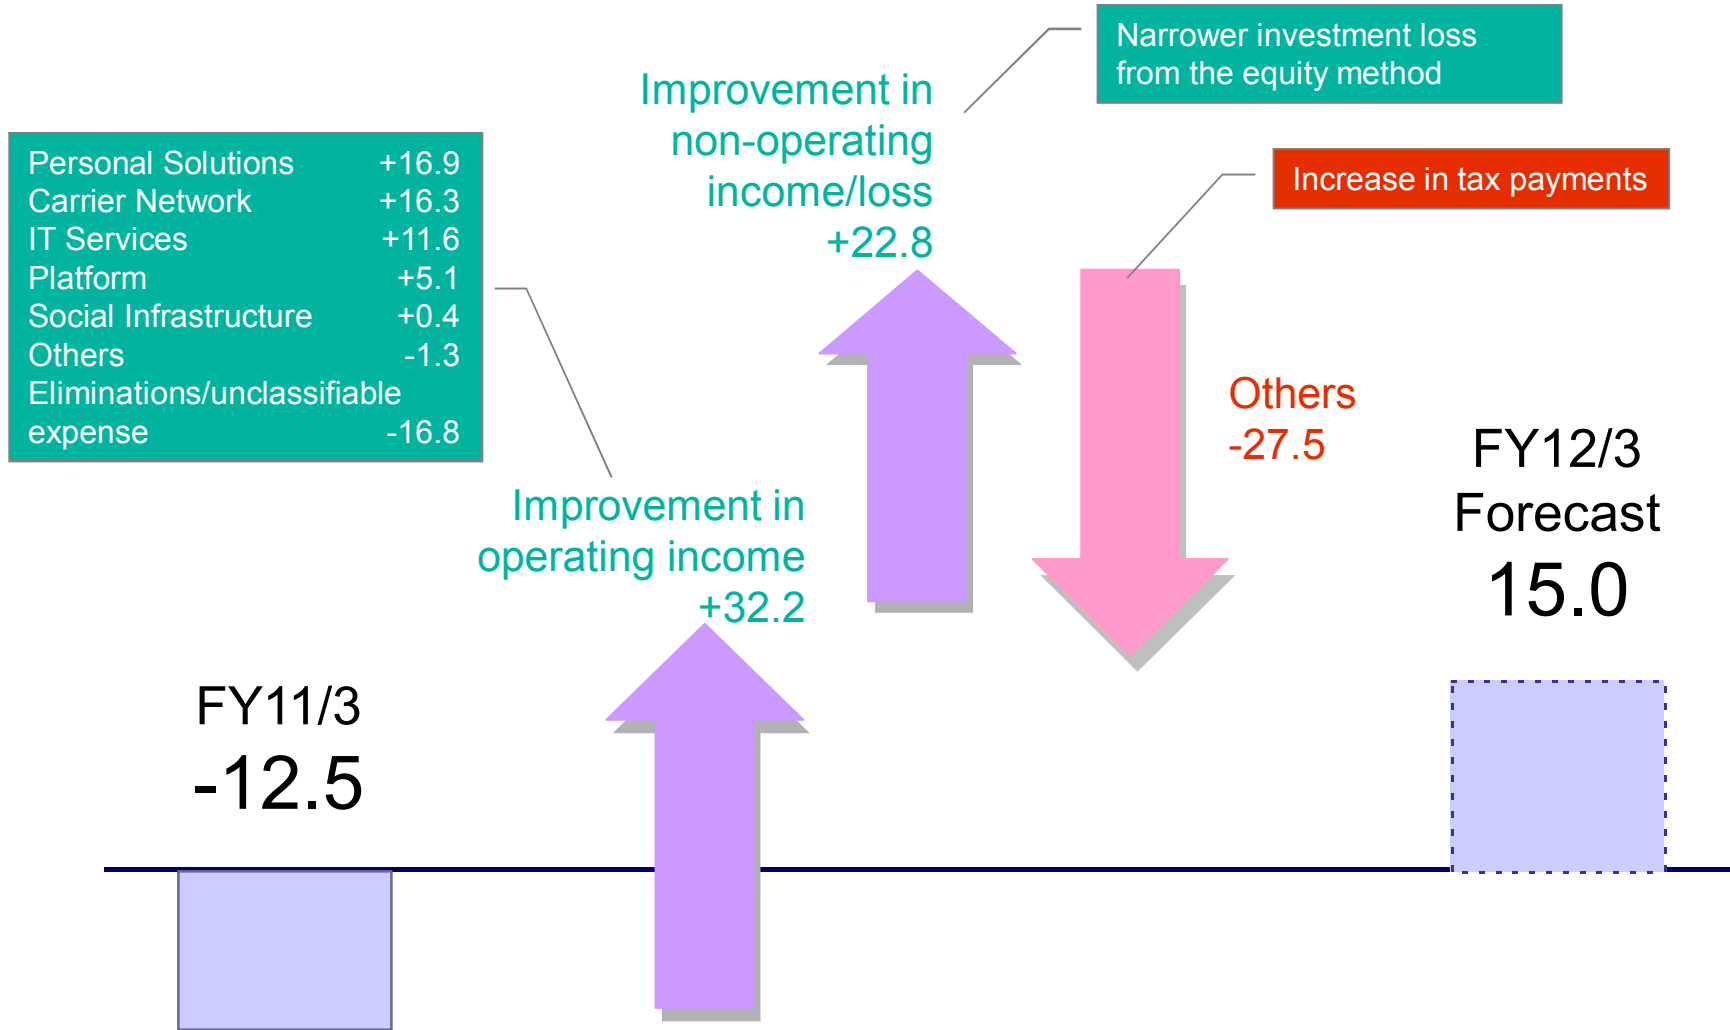 Narrower investment loss
from the equity method
Improvement in
non-operating
income/loss
+22.8
Increase in tax payments
Personal Solutions +16.9
Carrier Network +16.3
IT Services +11.6
Platform +5.1
Social Infrastructure +0.4
Others -1.3
Eliminations/unclassifiable
expense -16.8
Others
-27.5
FY12/3
Forecast
15.0
Improvement in
operating income
+32.2
FY11/3
-12.5